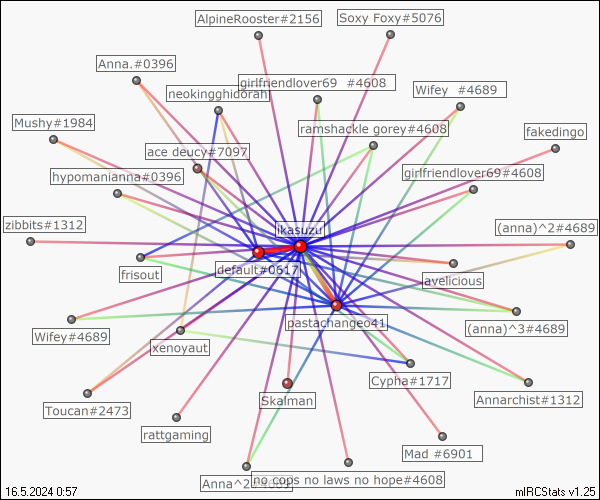 AlpineRooster#2156
Soxy Foxy#5076
Anna.#0396
girlfriendlover69 #4608
Wifey #4689
neokingghidorah
Mushy#1984
ramshackle gorey#4608
fakedingo
ace deucy#7097
hypomanianna#0396
girlfriendlover69#4608
zibbits#1312
ikasuzu
(anna)^2#4689
frisout
default#0617
javelicious
pastachangeo41
(anna)^3#4689
Wifey#4689
xenoyaut
Cypha#1717
Skalman
Annarchist#1312
Toucan#2473
rattgaming
Mad #6901
Anna^2
no cops no laws no hope#4608
16.5.2024 0:57
mIRCStats v1.25